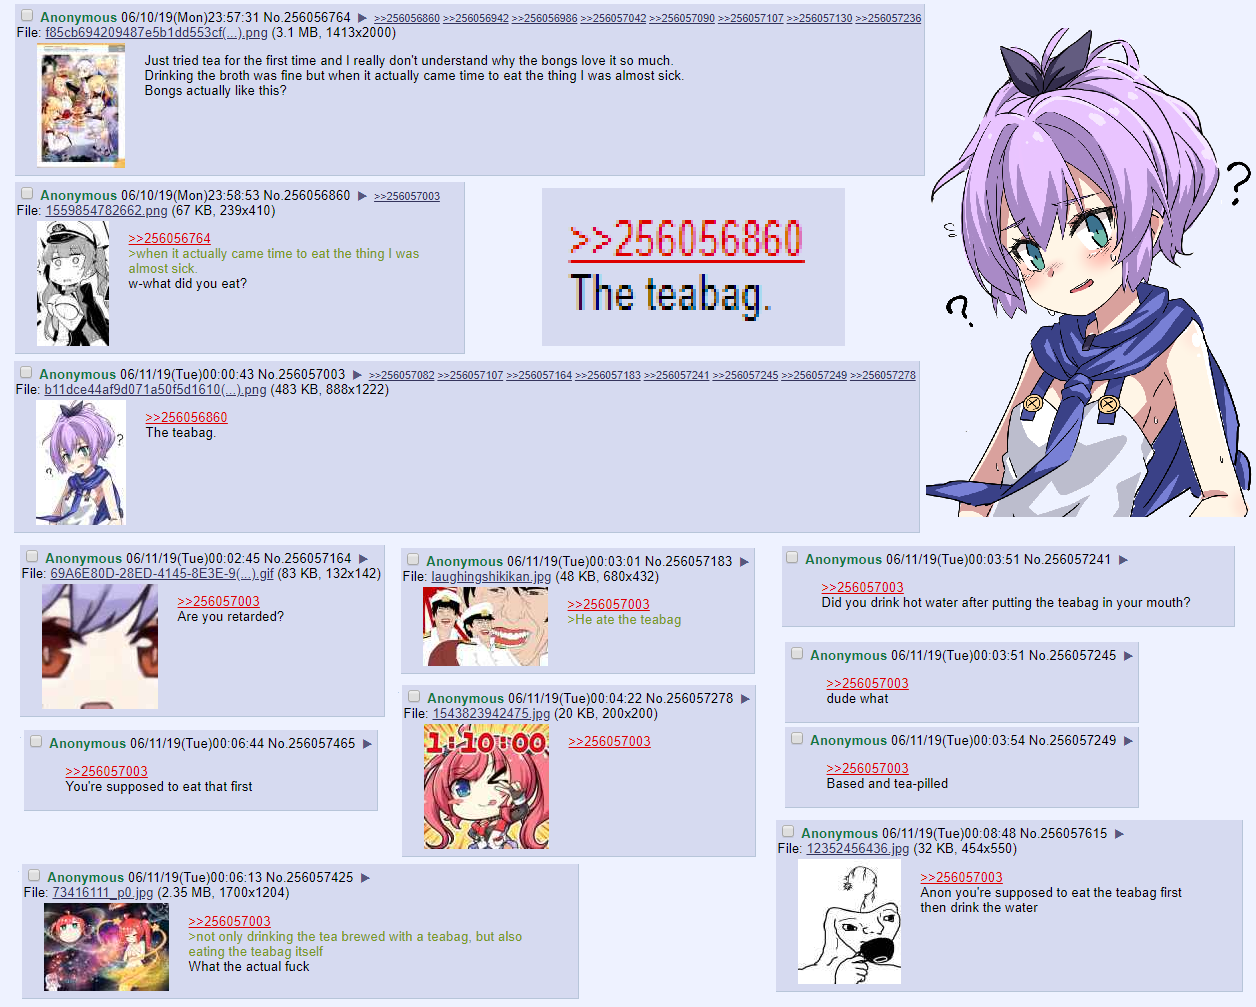 Anonymous 06/10/19(Mon)23:57:31 No.256056764 ▶ >>256056860 >>256056942 >>256056986 >>256057042 >>256057090 >>256057107 >>256057130 >>256057236
File: f85cb694209487e5b1dd553cf(...).png (3.1 MB, 1413x2000)
Just tried tea for the first time and I really don't understand why the bongs love it so much.
Drinking the broth was fine but when it actually came time to eat the thing I was almost sick.
Bongs actually like this?
Anonymous 06/10/19(Mon)23:58:53 No.256056860 ▶ >>256057003
File: 1559854782662.png (67 KB, 239x410)
>>256056764
>when it actually came time to eat the thing I was
almost sick.
w-what did you eat?
>>256056860
The teabag.
? ?
Anonymous 06/11/19(Tue)00:00:43 No.256057003 ▶ >>256057082 >>256057107 >>256057164 >>256057183 >>256057241 >>256057245 >>256057249 >>256057278
File: b11dce44af9d071a50f5d1610(...).png (483 KB, 888x1222)
>>256056860
The teabag.
? ?
Anonymous 06/11/19(Tue)00:02:45 No.256057164 ▶
File: 69A6E80D-28ED-4145-8E3E-9(...).gif (83 KB, 132x142)
>>256057003
Are you retarded?
Anonymous 06/11/19(Tue)00:03:01 No.256057183 ▶
File: laughingshikikan.jpg (48 KB, 680x432)
>>256057003
>He ate the teabag
Anonymous 06/11/19(Tue)00:03:51 No.256057241 ▶
>>256057003
Did you drink hot water after putting the teabag in your mouth?
Anonymous 06/11/19(Tue)00:03:51 No.256057245 ▶
>>256057003
dude what
Anonymous 06/11/19(Tue)00:04:22 No.256057278 ▶
File: 1543823942475.jpg (20 KB, 200x200)
1:10:00
>>256057003
Anonymous 06/11/19(Tue)00:06:44 No.256057465 ▶
>>256057003
You're supposed to eat that first
Anonymous 06/11/19(Tue)00:03:54 No.256057249 ▶
>>256057003
Based and tea-pilled
Anonymous 06/11/19(Tue)00:08:48 No.256057615 ▶
File: 12352456436.jpg (32 KB, 454x550)
>>256057003
Anon you're supposed to eat the teabag first
then drink the water
Anonymous 06/11/19(Tue)00:06:13 No.256057425 ▶
File: 73416111_p0.jpg (2.35 MB, 1700x1204)
>>256057003
>not only drinking the tea brewed with a teabag, but also
eating the teabag itself
What the actual fuck